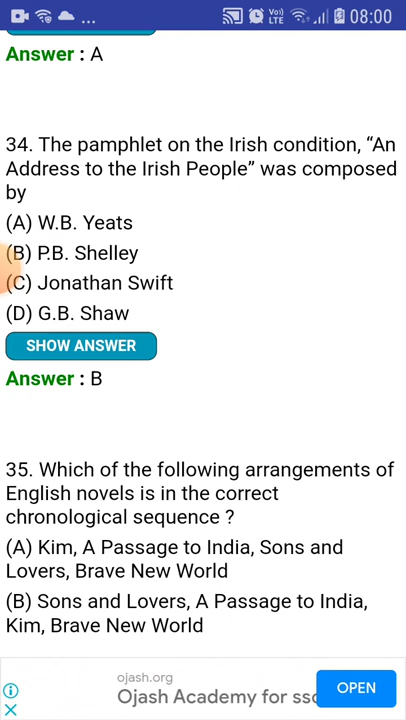 ... Vo)) LTE 08:00
Answer : A
34. The pamphlet on the Irish condition, “An
Address to the Irish People” was composed
by
(A) W.B. Yeats
(B) P.B. Shelley
(C) Jonathan Swift
(D) G.B. Shaw
SHOW ANSWER
Answer : B
35. Which of the following arrangements of
English novels is in the correct
chronological sequence ?
(A) Kim, A Passage to India, Sons and
Lovers, Brave New World
(B) Sons and Lovers, A Passage to India,
Kim, Brave New World
ojash.org
Ojash Academy for ssc
OPEN